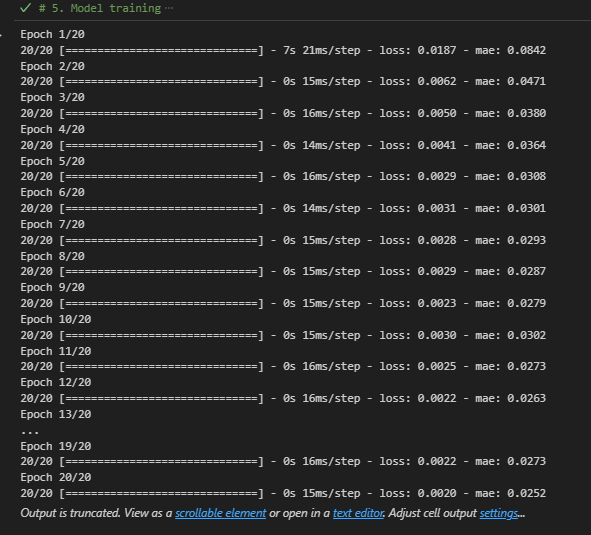 # 5. Model training ...
Epoch 1/20
20/20 [==============================] - 7s 21ms/step - loss: 0.0187 - mae: 0.0842
Epoch 2/20
20/20 [==============================] - 0s 15ms/step - loss: 0.0062 - mae: 0.0471
Epoch 3/20
20/20 [==============================] - 0s 16ms/step - loss: 0.0050 - mae: 0.0380
Epoch 4/20
20/20 [==============================] - 0s 14ms/step - loss: 0.0041 - mae: 0.0364
Epoch 5/20
20/20 [==============================] - 0s 16ms/step - loss: 0.0029 - mae: 0.0308
Epoch 6/20
20/20 [==============================] - 0s 14ms/step - loss: 0.0031 - mae: 0.0301
Epoch 7/20
20/20 [==============================] - 0s 15ms/step - loss: 0.0028 - mae: 0.0293
Epoch 8/20
20/20 [==============================] - 0s 15ms/step - loss: 0.0029 - mae: 0.0287
Epoch 9/20
20/20 [==============================] - 0s 15ms/step - loss: 0.0023 - mae: 0.0279
Epoch 10/20
20/20 [==============================] - 0s 15ms/step - loss: 0.0030 - mae: 0.0302
Epoch 11/20
20/20 [==============================] - 0s 16ms/step - loss: 0.0025 - mae: 0.0273
Epoch 12/20
20/20 [==============================] - 0s 16ms/step - loss: 0.0022 - mae: 0.0263
Epoch 13/20
...
Epoch 19/20
20/20 [==============================] - 0s 16ms/step - loss: 0.0022 - mae: 0.0273
Epoch 20/20
20/20 [==============================] - 0s 15ms/step - loss: 0.0020 - mae: 0.0252
Output is truncated. View as a scrollable element or open in a text editor. Adjust cell output settings...